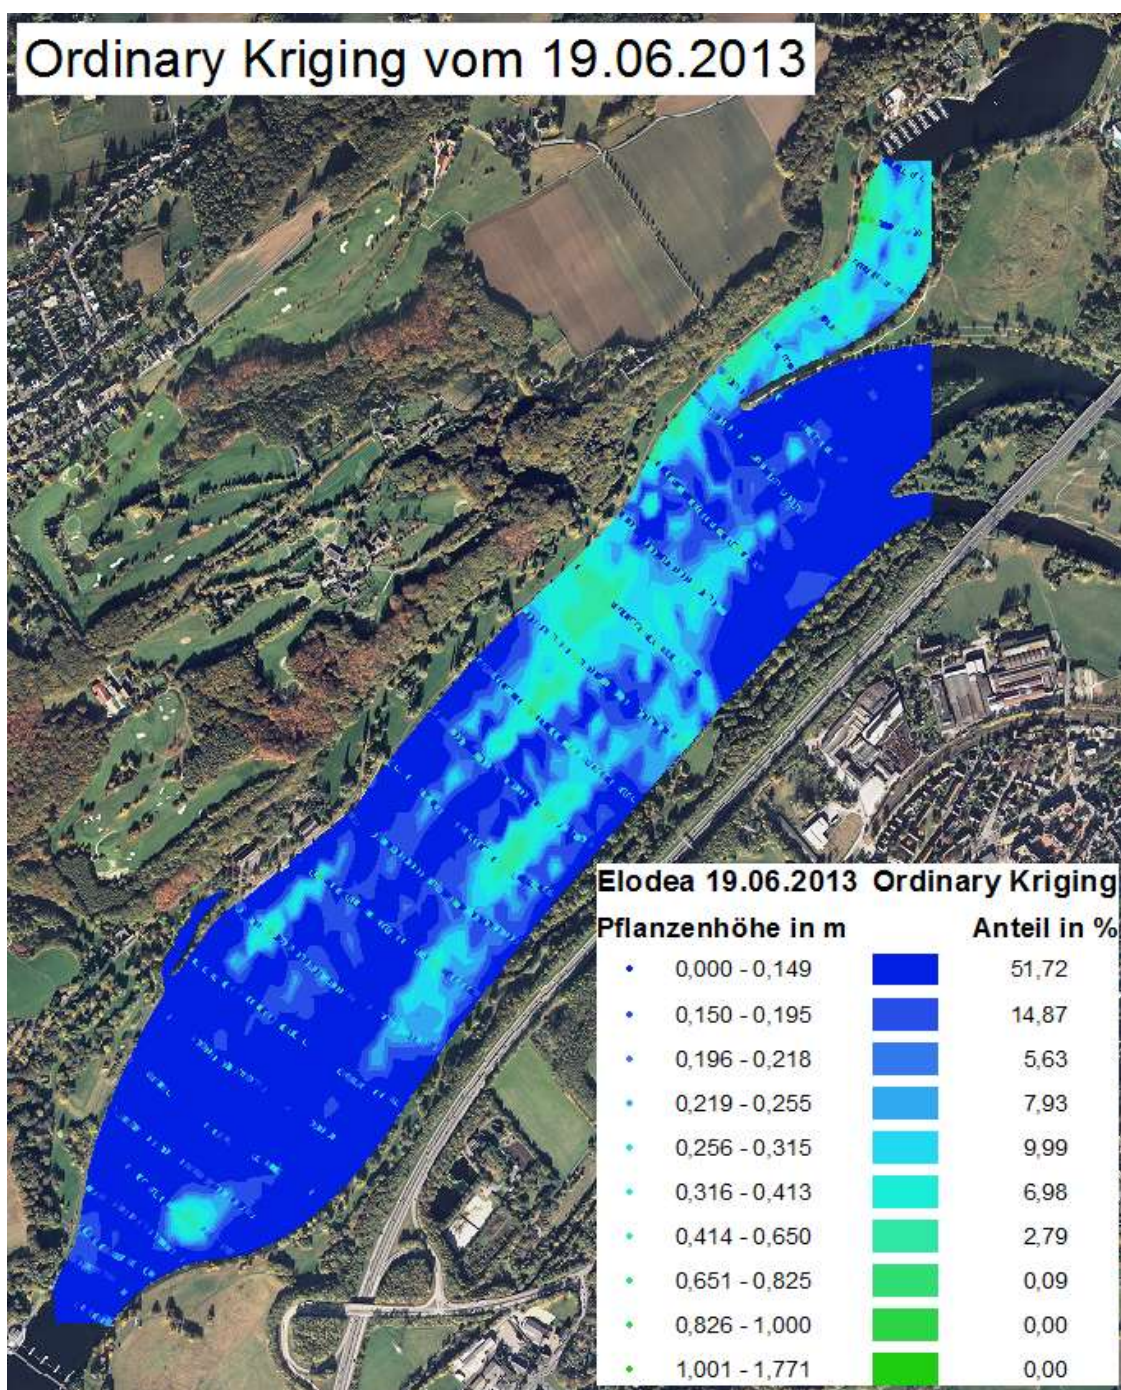 Ordinary Kriging vom 19.06.2013
Elodea 19.06.2013 Ordinary Kriging
Pflanzenhöhe in m Anteil in %
0,000 - 0,149 51,72
0,150 - 0,195 14,87
0,196 - 0,218 5,63
0,219 - 0,255 7,93
0,256 - 0,315 9,99
0,316 - 0,413 6,98
0,414 - 0,650 2,79
0,651 - 0,825 0,09
0,826 - 1,000 0,00
1,001 - 1,771 0,00